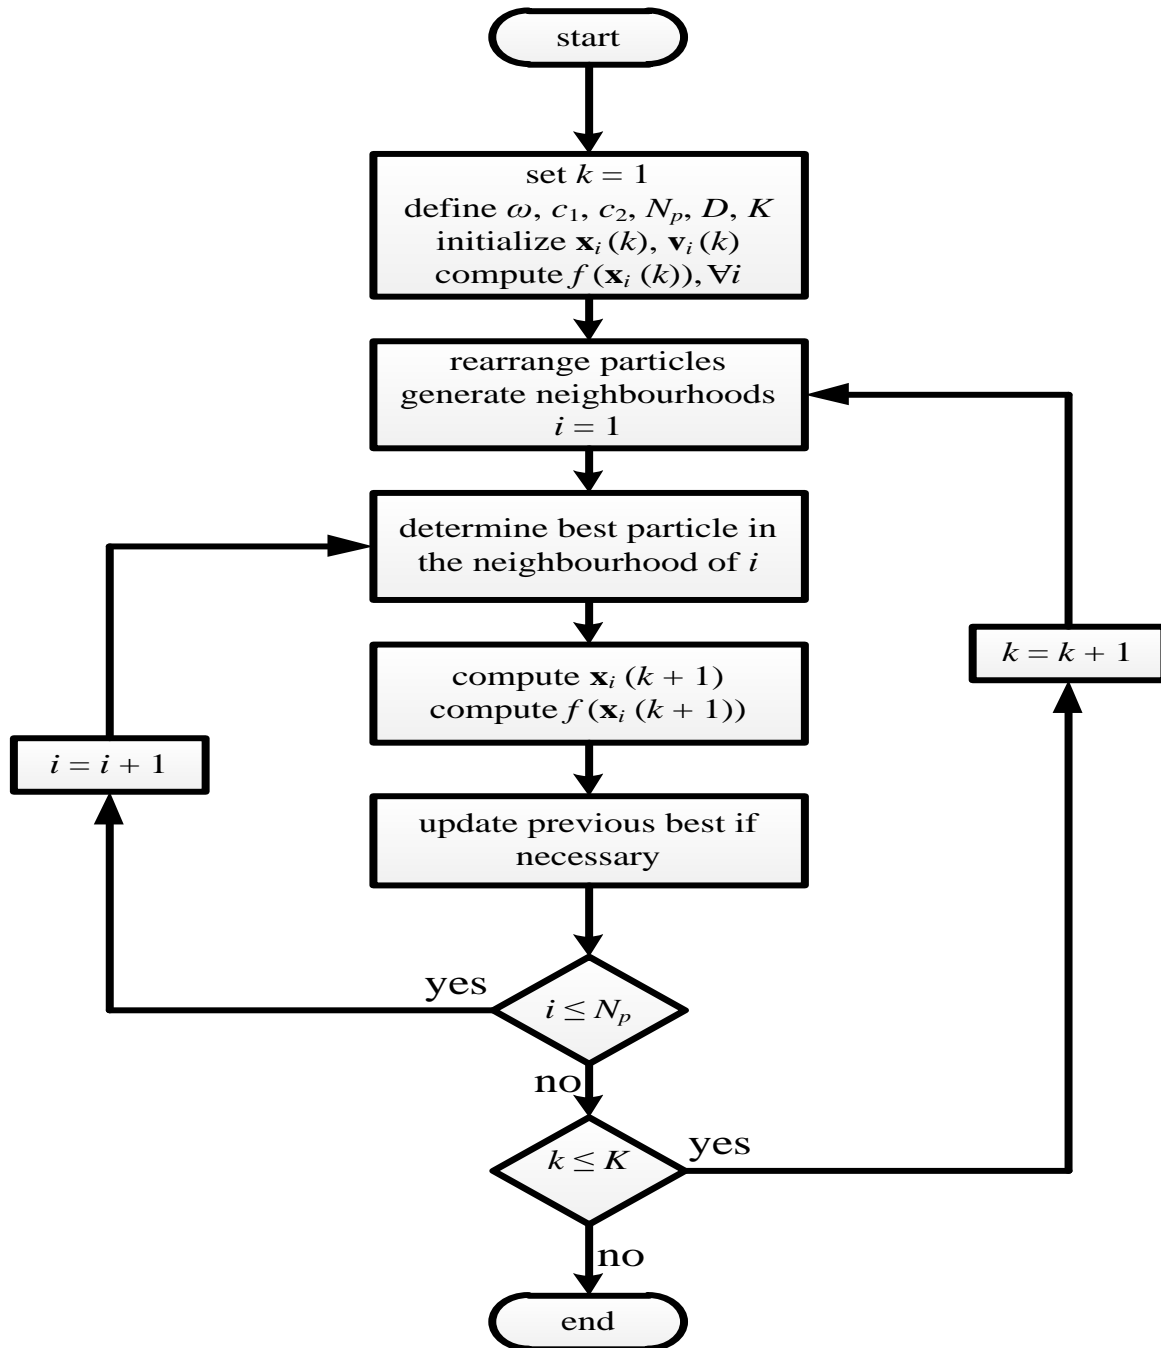 start
set k = 1
define ω, c₁, c₂, Nₚ, D, K
initialize xᵢ (k), vᵢ (k)
compute f (xᵢ (k)), ∀i
rearrange particles
generate neighbourhoods
i = 1
determine best particle in
the neighbourhood of i
compute xᵢ (k + 1)
compute f (xᵢ (k + 1))
k = k + 1
i = i + 1
update previous best if
necessary
yes
i ≤ Nₚ
no
k ≤ K
yes
no
end